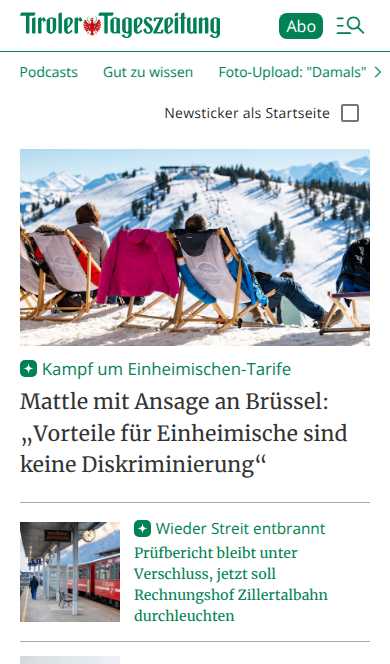 Tiroler Tageszeitung
Abo
Podcasts Gut zu wissen Foto-Upload: "Damals"
Newsticker als Startseite
Kampf um Einheimischen-Tarife
Mattle mit Ansage an Brüssel:
„Vorteile für Einheimische sind
keine Diskriminierung“
Wieder Streit entbrannt
Prüfbericht bleibt unter
Verschluss, jetzt soll
Rechnungshof Zillertalbahn
durchleuchten